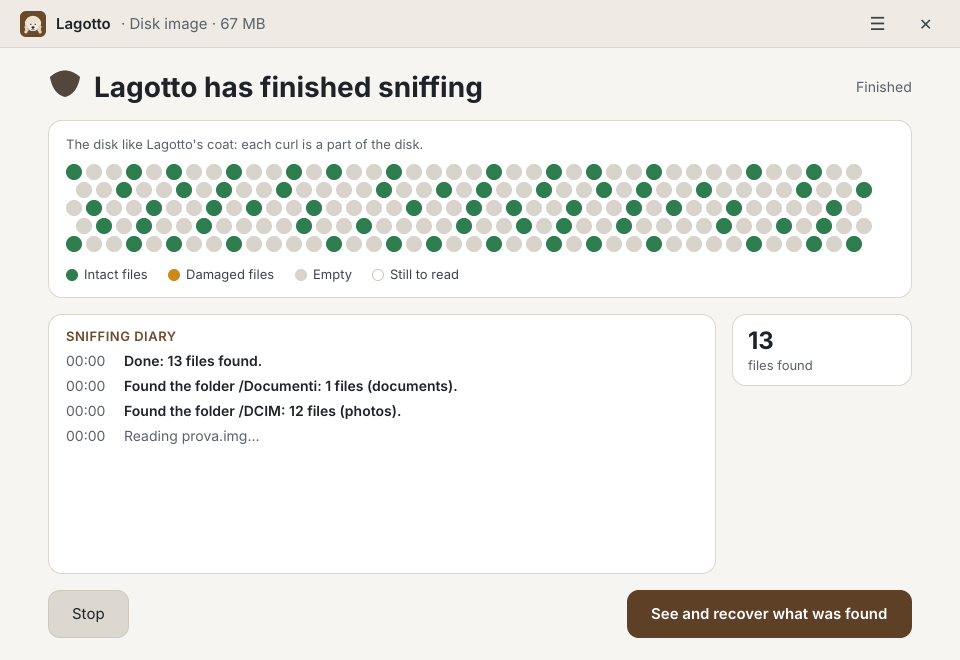 Lagotto · Disk image · 67 MB
Lagotto has finished sniffing
Finished
The disk like Lagotto's coat: each curl is a part of the disk.
Intact files Damaged files Empty Still to read
SNIFFING DIARY
00:00 Done: 13 files found.
00:00 Found the folder /Documenti: 1 files (documents).
00:00 Found the folder /DCIM: 12 files (photos).
00:00 Reading prova.img...
13
files found
Stop
See and recover what was found